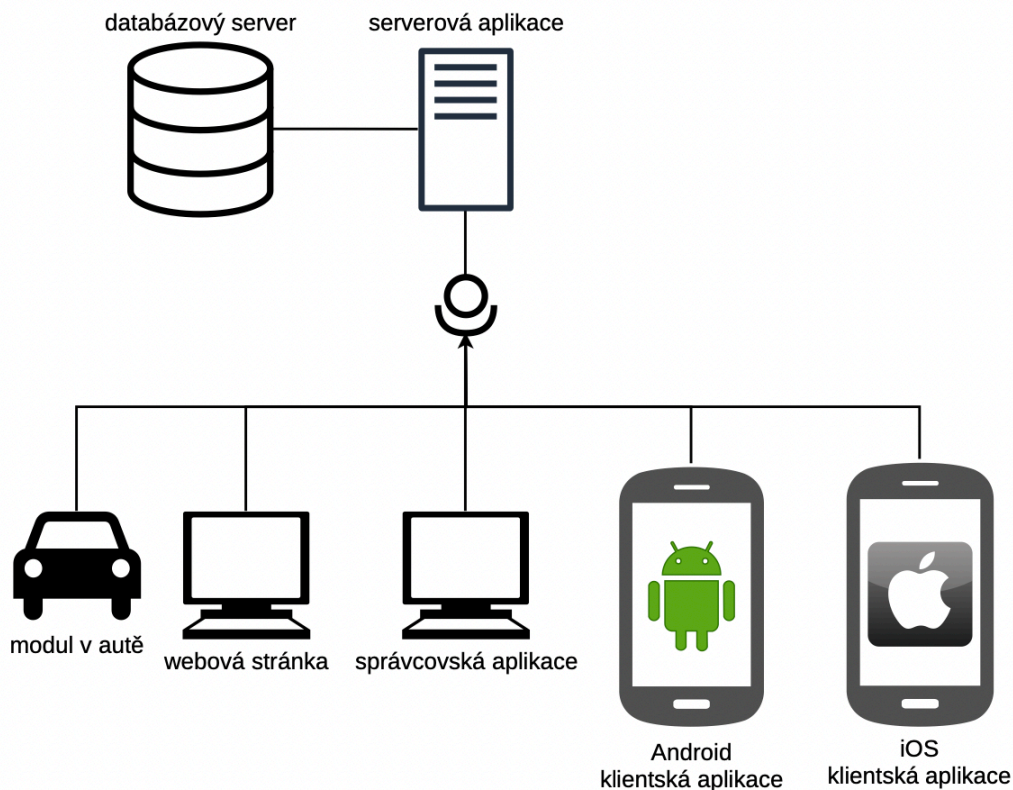 databázový server
serverová aplikace
modul v autě
webová stránka
správcovská aplikace
Android
klientská aplikace
iOS
klientská aplikace